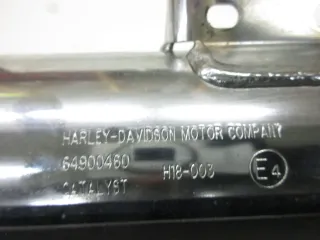 HARLEY-DAVIDSON MOTOR COMPANY
64900460 H18-003 E4
CATALYST